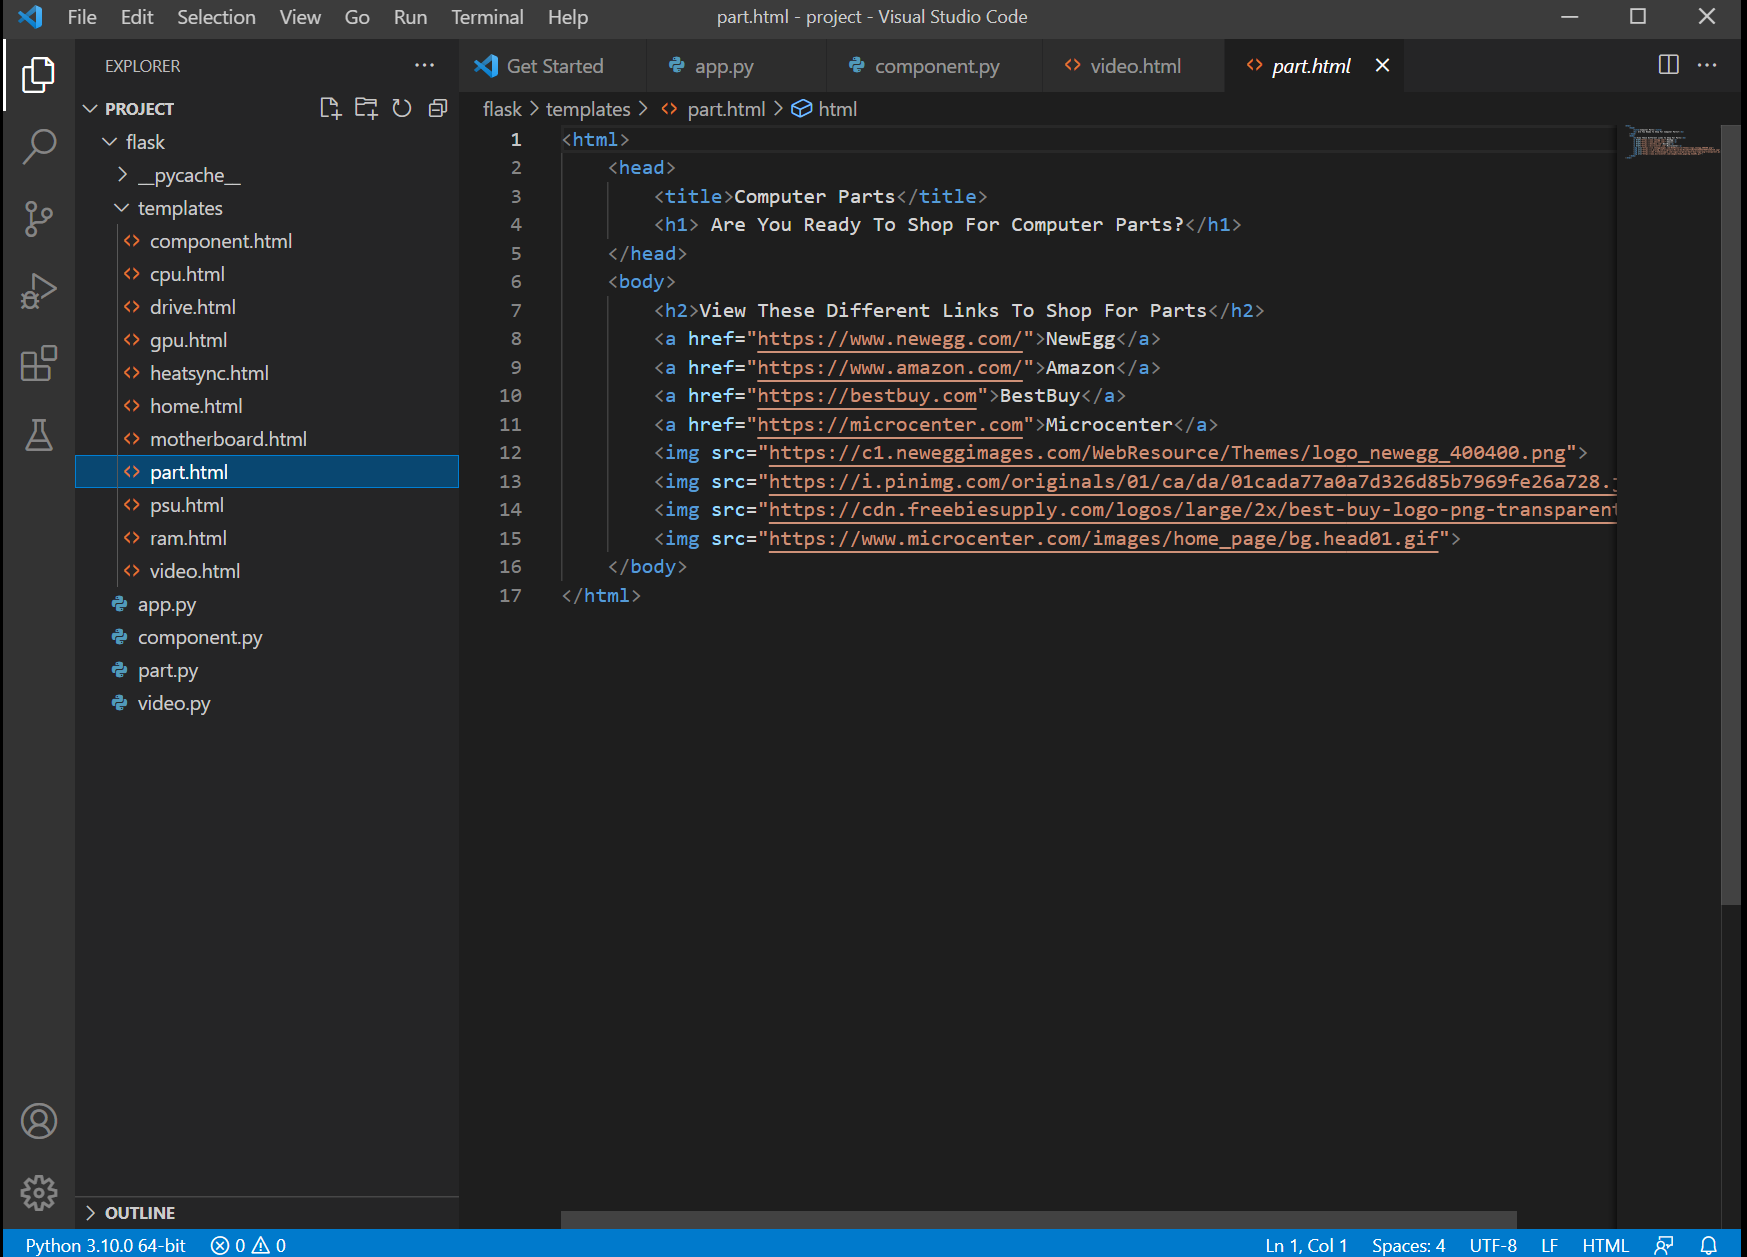 File Edit Selection View Go Run Terminal Help part.html - project - Visual Studio Code
EXPLORER
PROJECT
flask
__pycache__
templates
component.html
cpu.html
drive.html
gpu.html
heatsync.html
home.html
motherboard.html
part.html
psu.html
ram.html
video.html
app.py
component.py
part.py
video.py
OUTLINE
Get Started app.py component.py video.html part.html
flask > templates > part.html > html
1 <html>
2 <head>
3 <title>Computer Parts</title>
4 <h1> Are You Ready To Shop For Computer Parts?</h1>
5 </head>
6 <body>
7 <h2>View These Different Links To Shop For Parts</h2>
8 <a href="https://www.newegg.com/">NewEgg</a>
9 <a href="https://www.amazon.com/">Amazon</a>
10 <a href="https://bestbuy.com">BestBuy</a>
11 <a href="https://microcenter.com">Microcenter</a>
12 <img src="https://c1.neweggimages.com/WebResource/Themes/logo_newegg_400400.png">
13 <img src="https://i.pinimg.com/originals/01/ca/da/01cada77a0a7d326d85b7969fe26a728.
14 <img src="https://cdn.freebiesupply.com/logos/large/2x/best-buy-logo-png-transparent
15 <img src="https://www.microcenter.com/images/home_page/bg.head01.gif">
16 </body>
17 </html>
Python 3.10.0 64-bit 0 0 Ln 1, Col 1 Spaces: 4 UTF-8 LF HTML